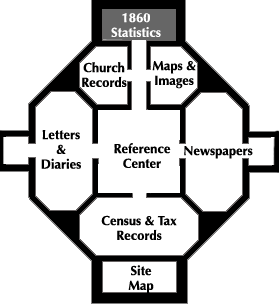 1860
Statistics
Church
Records
Maps &
Images
Letters
&
Diaries
Reference
Center
Newspapers
Census & Tax
Records
Site
Map